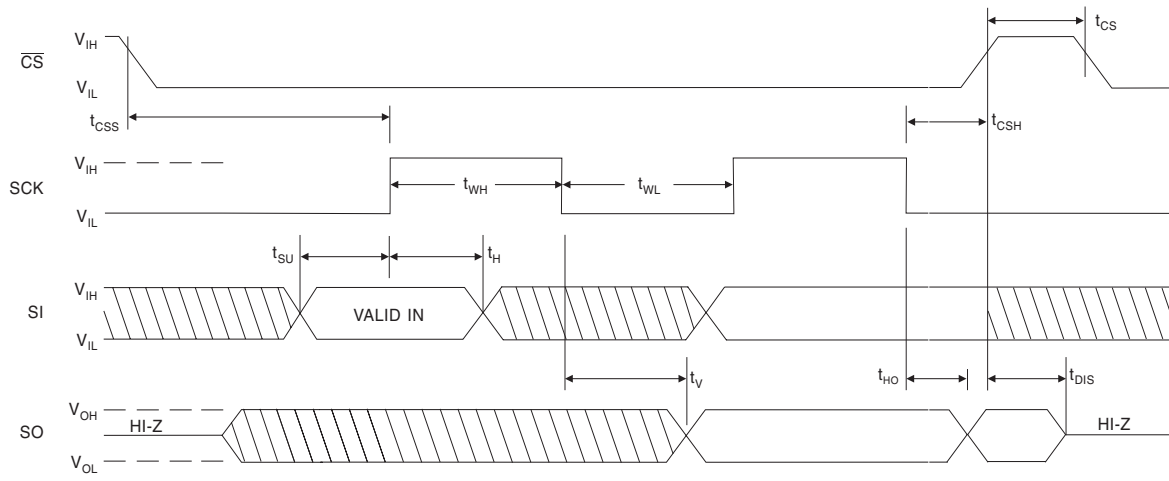 t_CS
V_IH
CS
V_IL
t_CSS
t_CSH
V_IH
SCK
t_WH
t_WL
V_IL
t_SU
t_H
V_IH
SI
VALID IN
V_IL
t_V
t_HO
t_DIS
V_OH
HI-Z
HI-Z
SO
V_OL